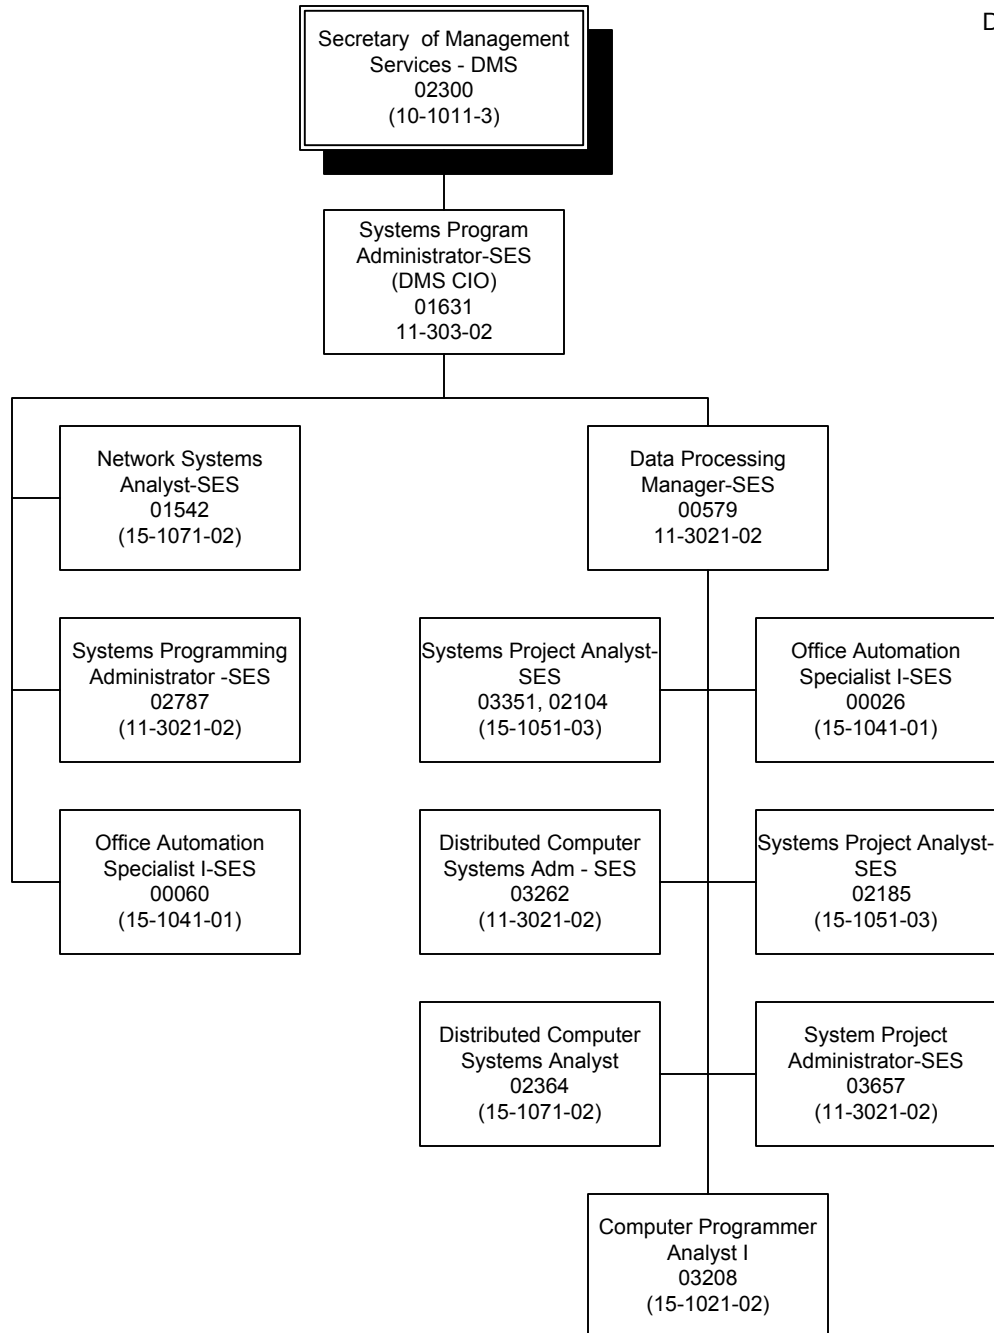 D
Secretary of Management
Services - DMS
02300
(10-1011-3)
Systems Program
Administrator-SES
(DMS CIO)
01631
11-303-02
Network Systems
Analyst-SES
01542
(15-1071-02)
Data Processing
Manager-SES
00579
11-3021-02
Systems Programming
Administrator -SES
02787
(11-3021-02)
Systems Project Analyst-
SES
03351, 02104
(15-1051-03)
Office Automation
Specialist I-SES
00026
(15-1041-01)
Office Automation
Specialist I-SES
00060
(15-1041-01)
Distributed Computer
Systems Adm - SES
03262
(11-3021-02)
Systems Project Analyst-
SES
02185
(15-1051-03)
Distributed Computer
Systems Analyst
02364
(15-1071-02)
System Project
Administrator-SES
03657
(11-3021-02)
Computer Programmer
Analyst I
03208
(15-1021-02)